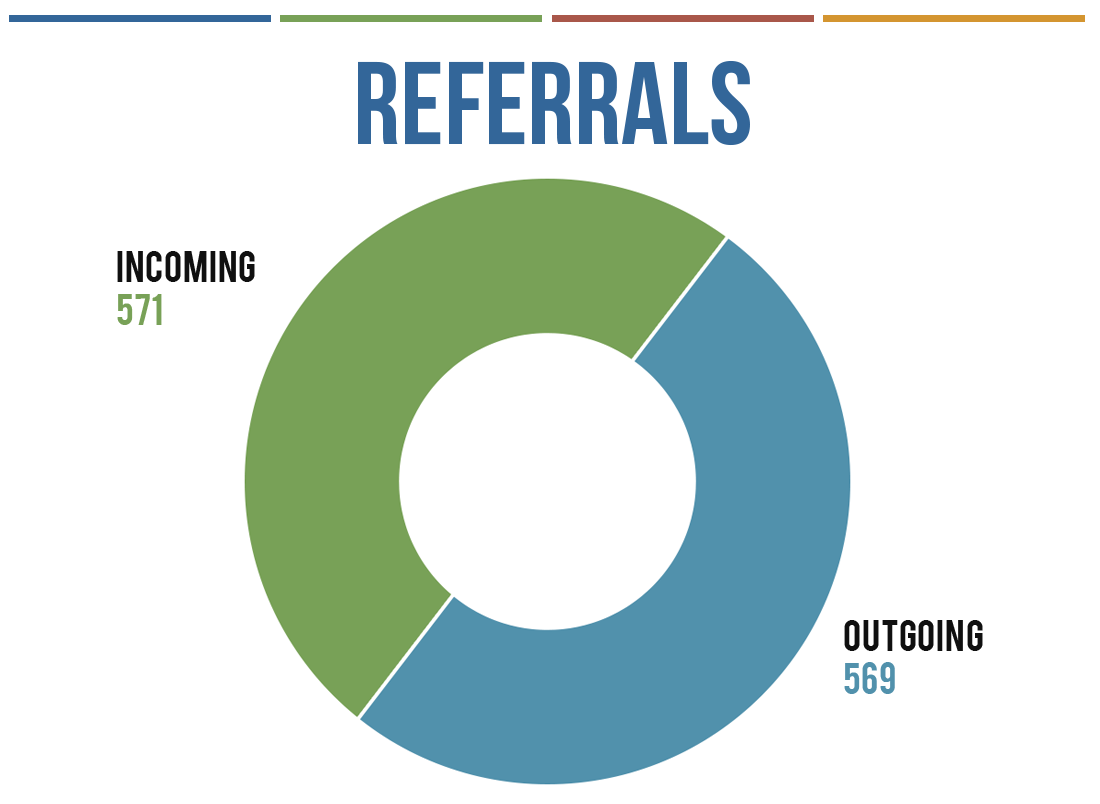 REFERRALS
INCOMING
571
OUTGOING
569